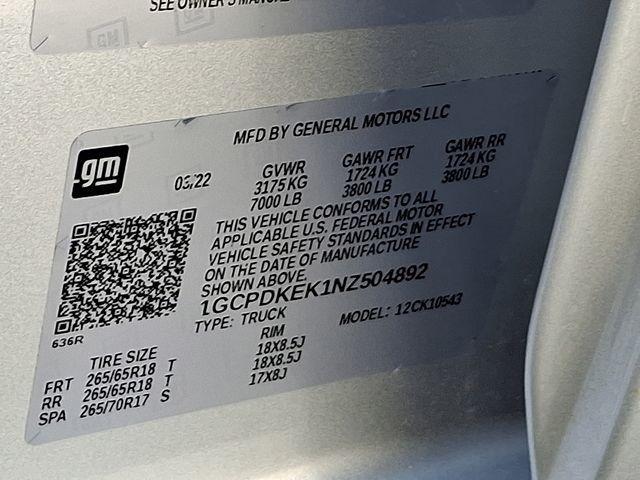 SEE OWNER'S MANUAL
MFD BY GENERAL MOTORS LLC
gm
03/22
GVWR GAWR FRT GAWR RR
3175 KG 1724 KG 1724 KG
7000 LB 3800 LB 3800 LB
THIS VEHICLE CONFORMS TO ALL
APPLICABLE U.S. FEDERAL MOTOR
VEHICLE SAFETY STANDARDS IN EFFECT
ON THE DATE OF MANUFACTURE
SHOWN ABOVE.
1GCPDKEK1NZ504892
TYPE: TRUCK MODEL: 12CK10543
636R
TIRE SIZE RIM
FRT 265/65R18 T 18X8.5J
RR 265/65R18 T 18X8.5J
SPA 265/70R17 S 17X8J